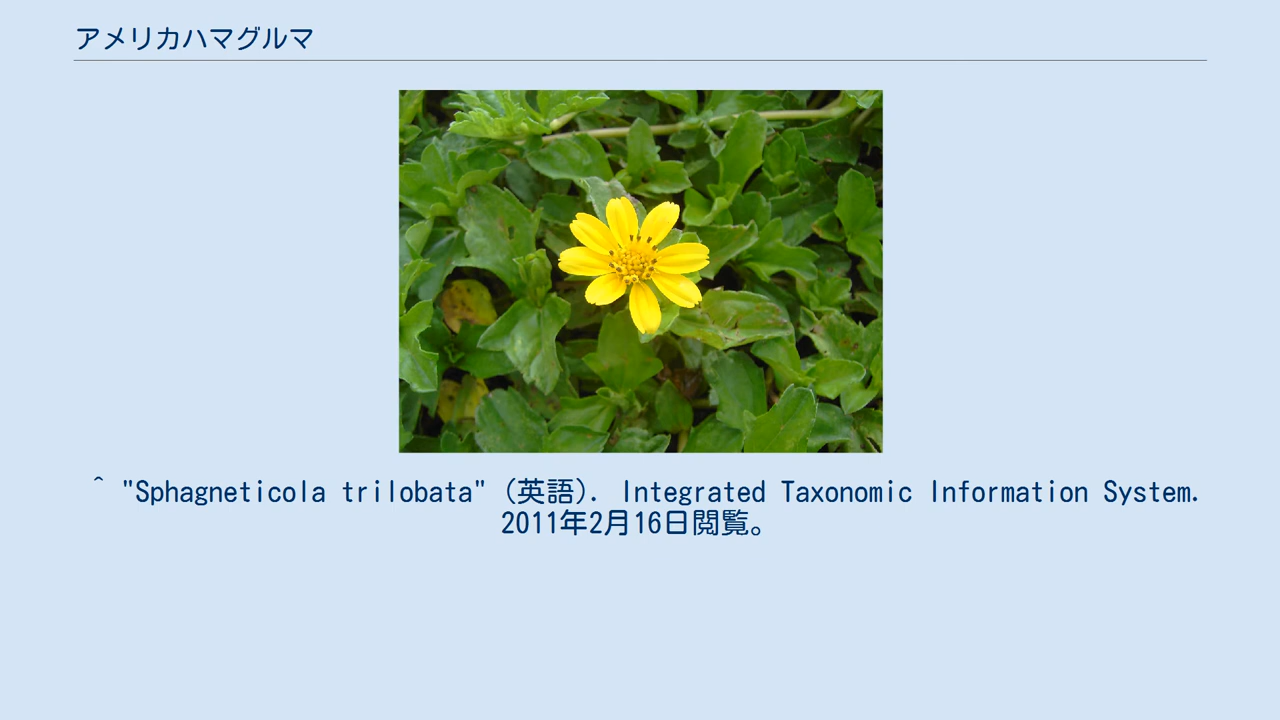 アメリカハマグルマ
^ "Sphagneticola trilobata" (英語). Integrated Taxonomic Information System.
2011年2月16日閲覧。